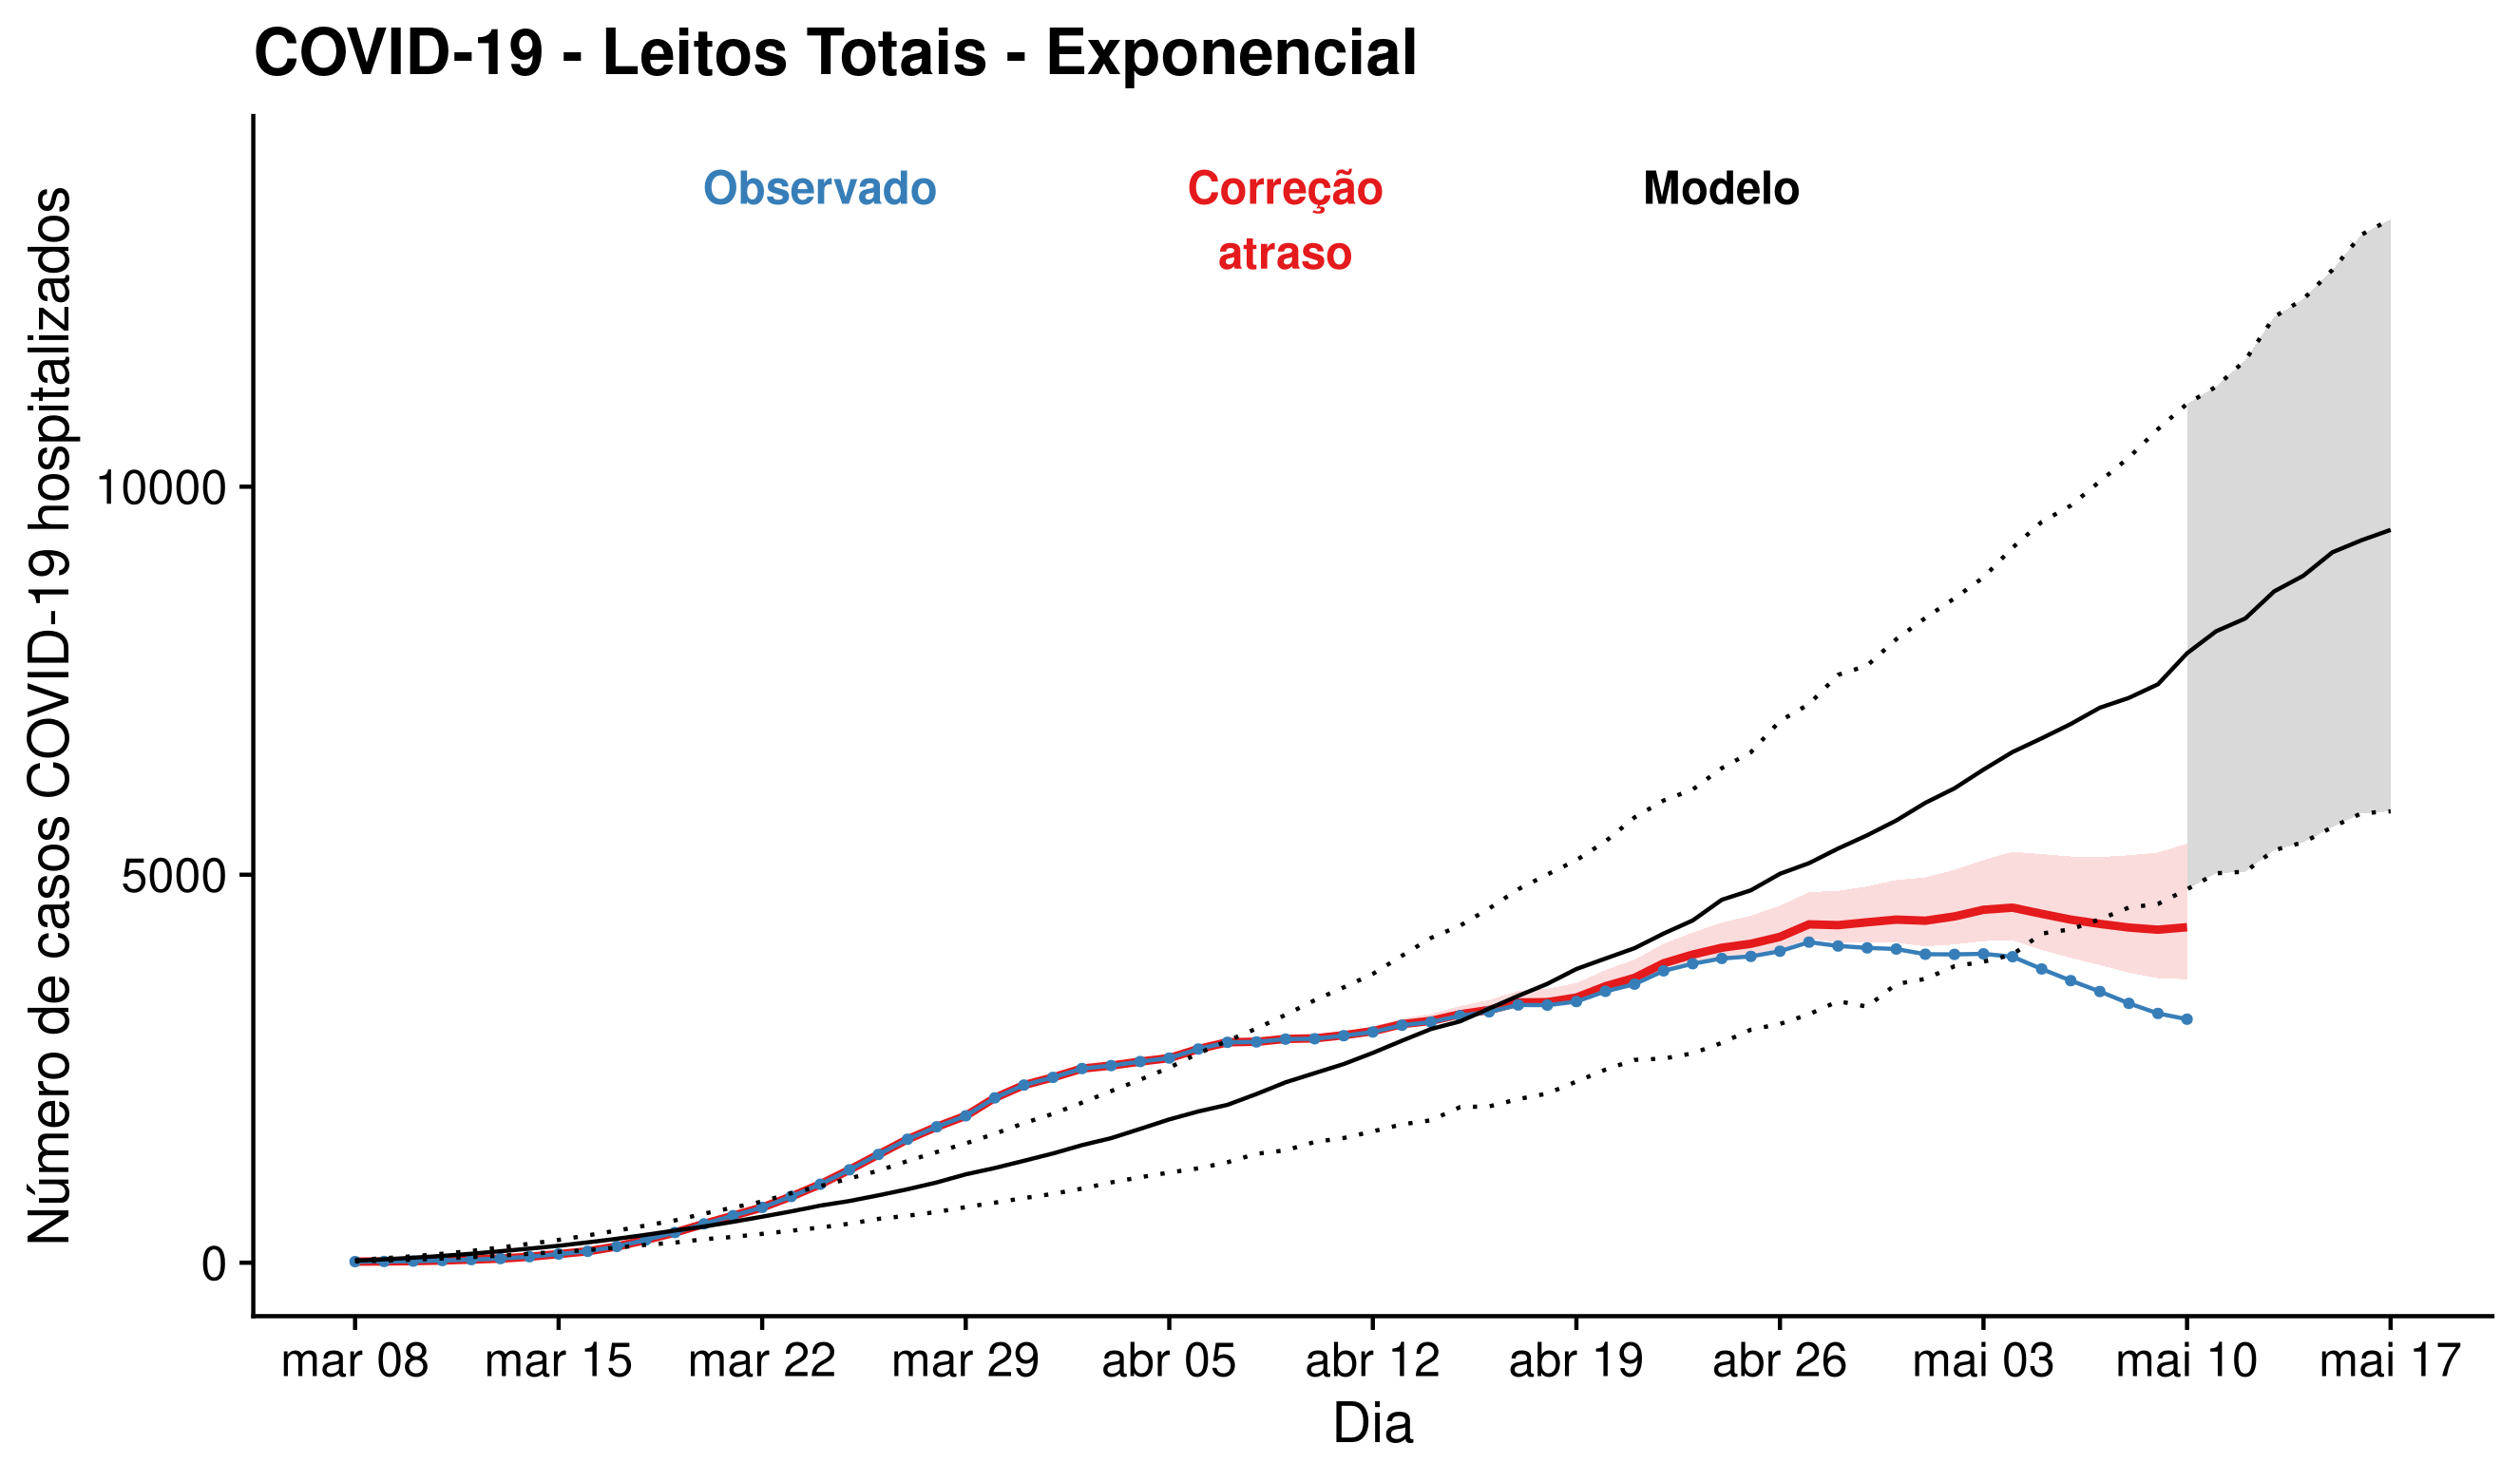 COVID-19 - Leitos Totais - Exponencial
Observado
Correção
atraso
Modelo
Número de casos COVID-19 hospitalizados
10000
5000
0
mar 08
mar 15
mar 22
mar 29
abr 05
abr 12
abr 19
abr 26
mai 03
mai 10
mai 17
Dia